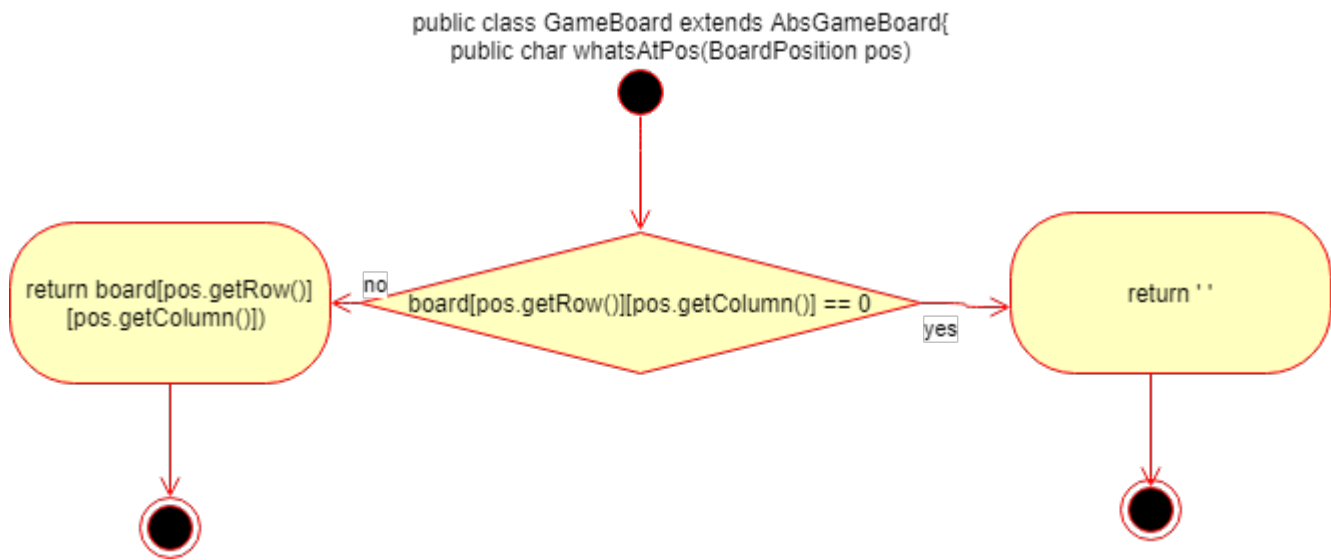 public class GameBoard extends AbsGameBoard{
public char whatsAtPos(BoardPosition pos)
return board[pos.getRow()]
[pos.getColumn()])
no
board[pos.getRow()][pos.getColumn()] == 0
yes
return ' '